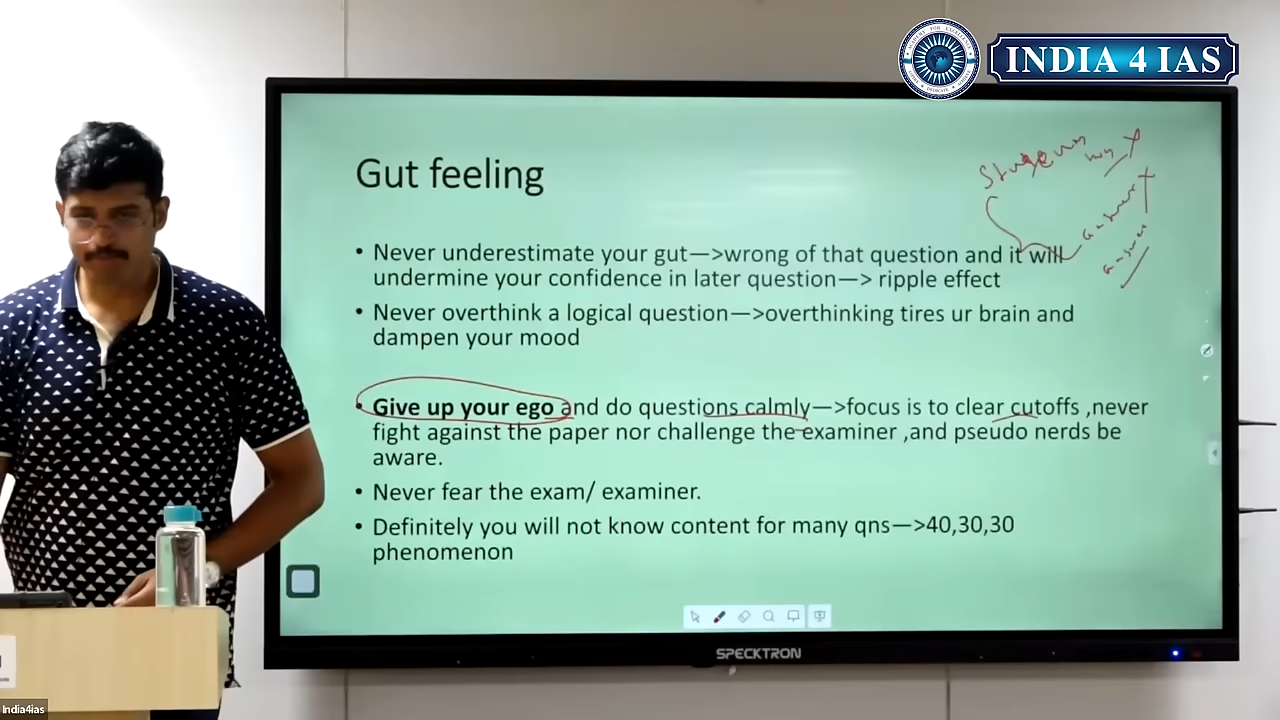 INDIA 4 IAS
Gut feeling
• Never underestimate your gut—>wrong of that question and it will
undermine your confidence in later question—> ripple effect
• Never overthink a logical question—>overthinking tires ur brain and
dampen your mood
• Give up your ego and do questions calmly—>focus is to clear cutoffs ,never
fight against the paper nor challenge the examiner ,and pseudo nerds be
aware.
• Never fear the exam/ examiner.
• Definitely you will not know content for many qns—>40,30,30
phenomenon
answer
answer
SPECKTRON
India4ias